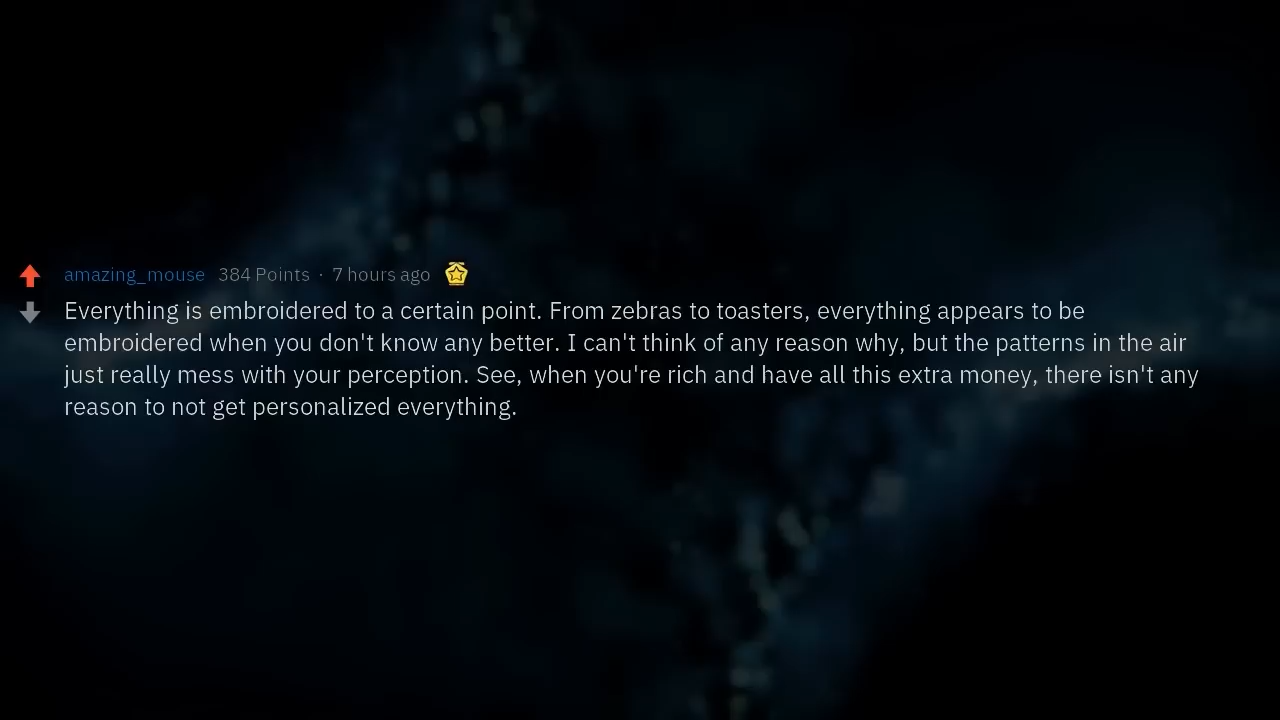 amazing_mouse 384 Points · 7 hours ago
Everything is embroidered to a certain point. From zebras to toasters, everything appears to be
embroidered when you don't know any better. I can't think of any reason why, but the patterns in the air
just really mess with your perception. See, when you're rich and have all this extra money, there isn't any
reason to not get personalized everything.